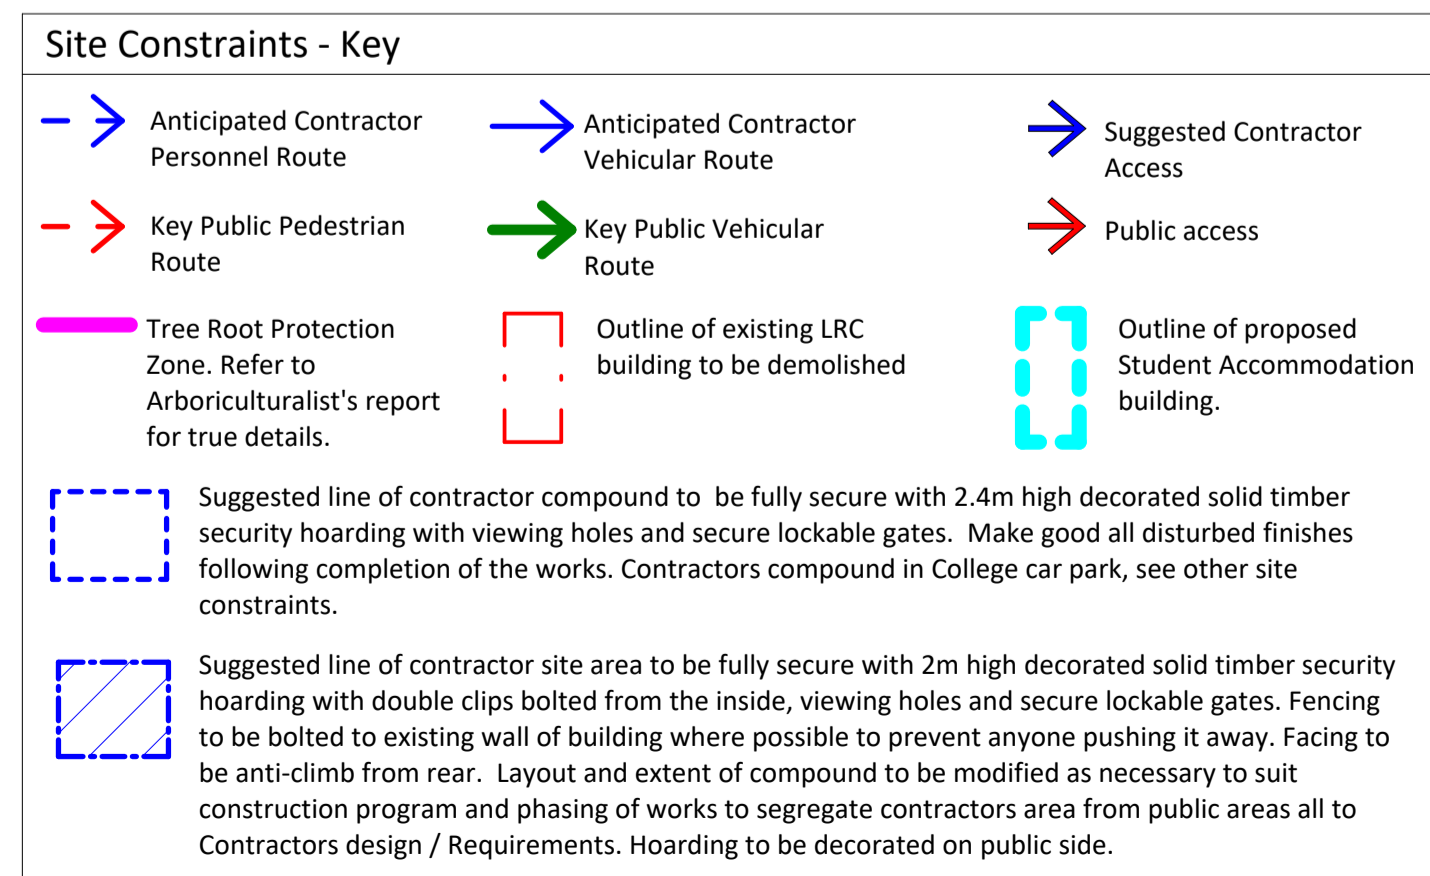 Site Constraints - Key
Anticipated Contractor
Personnel Route
Anticipated Contractor
Vehicular Route
Suggested Contractor
Access
Key Public Pedestrian
Route
Key Public Vehicular
Route
Public access
Tree Root Protection
Zone. Refer to
Arboriculturalist's report
for true details.
Outline of existing LRC
building to be demolished
Outline of proposed
Student Accommodation
building.
Suggested line of contractor compound to  be fully secure with 2.4m high decorated solid timber
security hoarding with viewing holes and secure lockable gates.  Make good all disturbed finishes
following completion of the works. Contractors compound in College car park, see other site
constraints.
Suggested line of contractor site area to be fully secure with 2m high decorated solid timber security
hoarding with double clips bolted from the inside, viewing holes and secure lockable gates. Fencing
to be bolted to existing wall of building where possible to prevent anyone pushing it away. Facing to
be anti-climb from rear.  Layout and extent of compound to be modified as necessary to suit
construction program and phasing of works to segregate contractors area from public areas all to
Contractors design / Requirements. Hoarding to be decorated on public side.